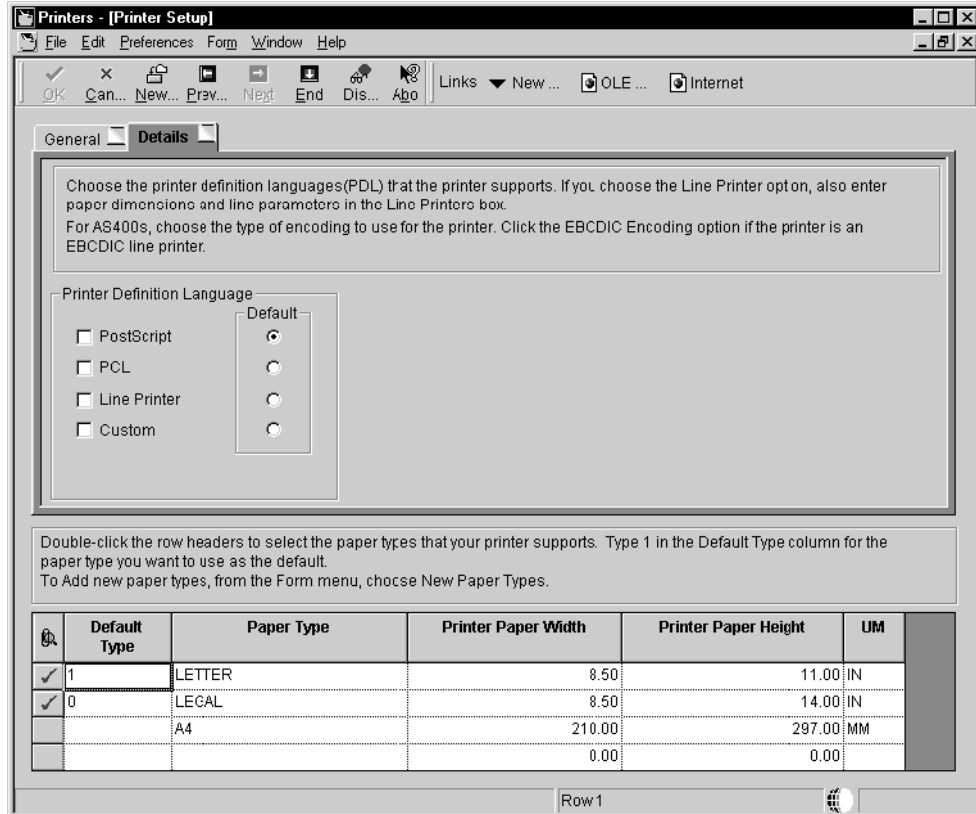 Printers - [Printer Setup]
File Edit Preferences Form Window Help
OK Can... New... Prev... Next End Dis... Abo Links New ... OLE ... Internet
General Details
Choose the printer definition languages(PDL) that the printer supports. If you choose the Line Printer option, also enter
paper dimensions and line parameters in the Line Printers box.
For AS400s, choose the type of encoding to use for the printer. Click the EBCDIC Encoding option if the printer is an
EBCDIC line printer.
Printer Definition Language
Default
PostScript
PCL
Line Printer
Custom
Double-click the row headers to select the paper types that your printer supports. Type 1 in the Default Type column for the
paper type you want to use as the default.
To Add new paper types, from the Form menu, choose New Paper Types.
Default Type Paper Type Printer Paper Width Printer Paper Height UM
1 LETTER 8.50 11.00 IN
0 LEGAL 8.50 14.00 IN
A4 210.00 297.00 MM
0.00 0.00
Row 1